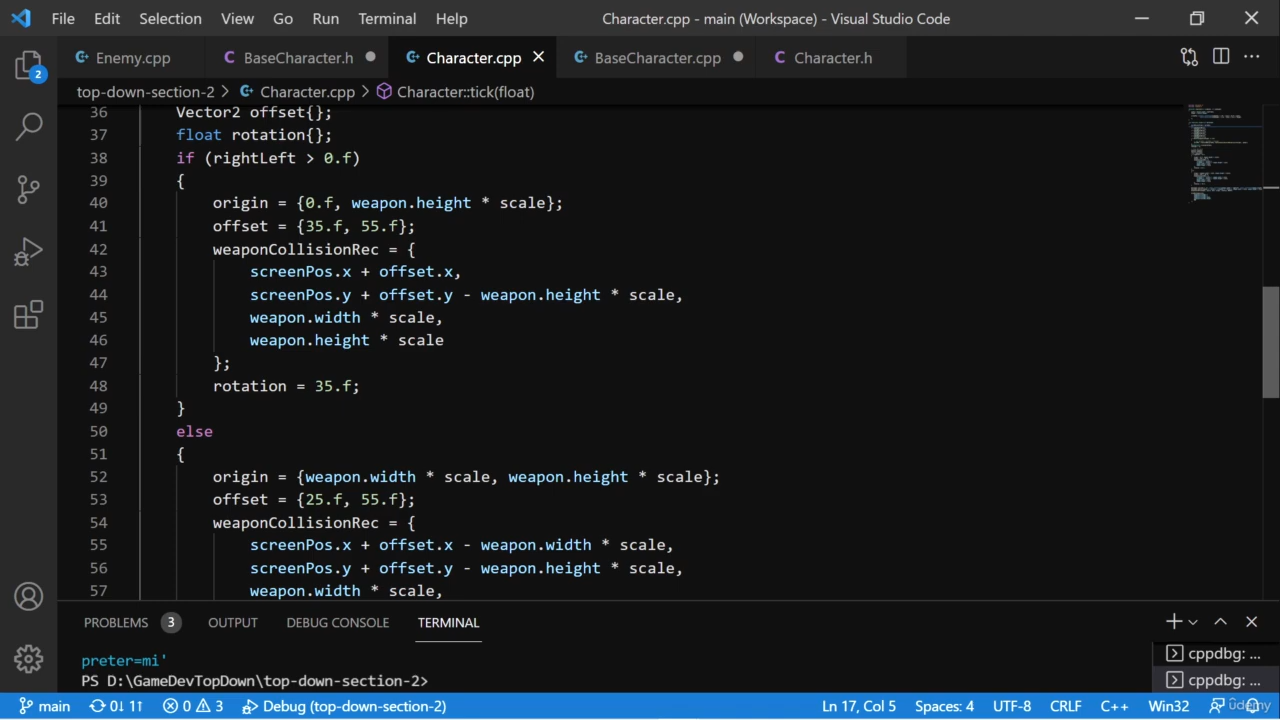 File Edit Selection View Go Run Terminal Help Character.cpp - main (Workspace) - Visual Studio Code
Enemy.cpp BaseCharacter.h Character.cpp BaseCharacter.cpp Character.h
top-down-section-2 > Character.cpp > Character::tick(float)
2
36 Vector2 offset{};
37 float rotation{};
38 if (rightLeft > 0.f)
39 {
40 origin = {0.f, weapon.height * scale};
41 offset = {35.f, 55.f};
42 weaponCollisionRec = {
43 screenPos.x + offset.x,
44 screenPos.y + offset.y - weapon.height * scale,
45 weapon.width * scale,
46 weapon.height * scale
47 };
48 rotation = 35.f;
49 }
50 else
51 {
52 origin = {weapon.width * scale, weapon.height * scale};
53 offset = {25.f, 55.f};
54 weaponCollisionRec = {
55 screenPos.x + offset.x - weapon.width * scale,
56 screenPos.y + offset.y - weapon.height * scale,
57 weapon.width * scale,
PROBLEMS 3 OUTPUT DEBUG CONSOLE TERMINAL
preter=mi'
PS D:\GameDevTopDown\top-down-section-2>
cppdbg: ...
cppdbg: ...
main 0↓ 1↑ 0 3 Debug (top-down-section-2) Ln 17, Col 5 Spaces: 4 UTF-8 CRLF C++ Win32
udemy